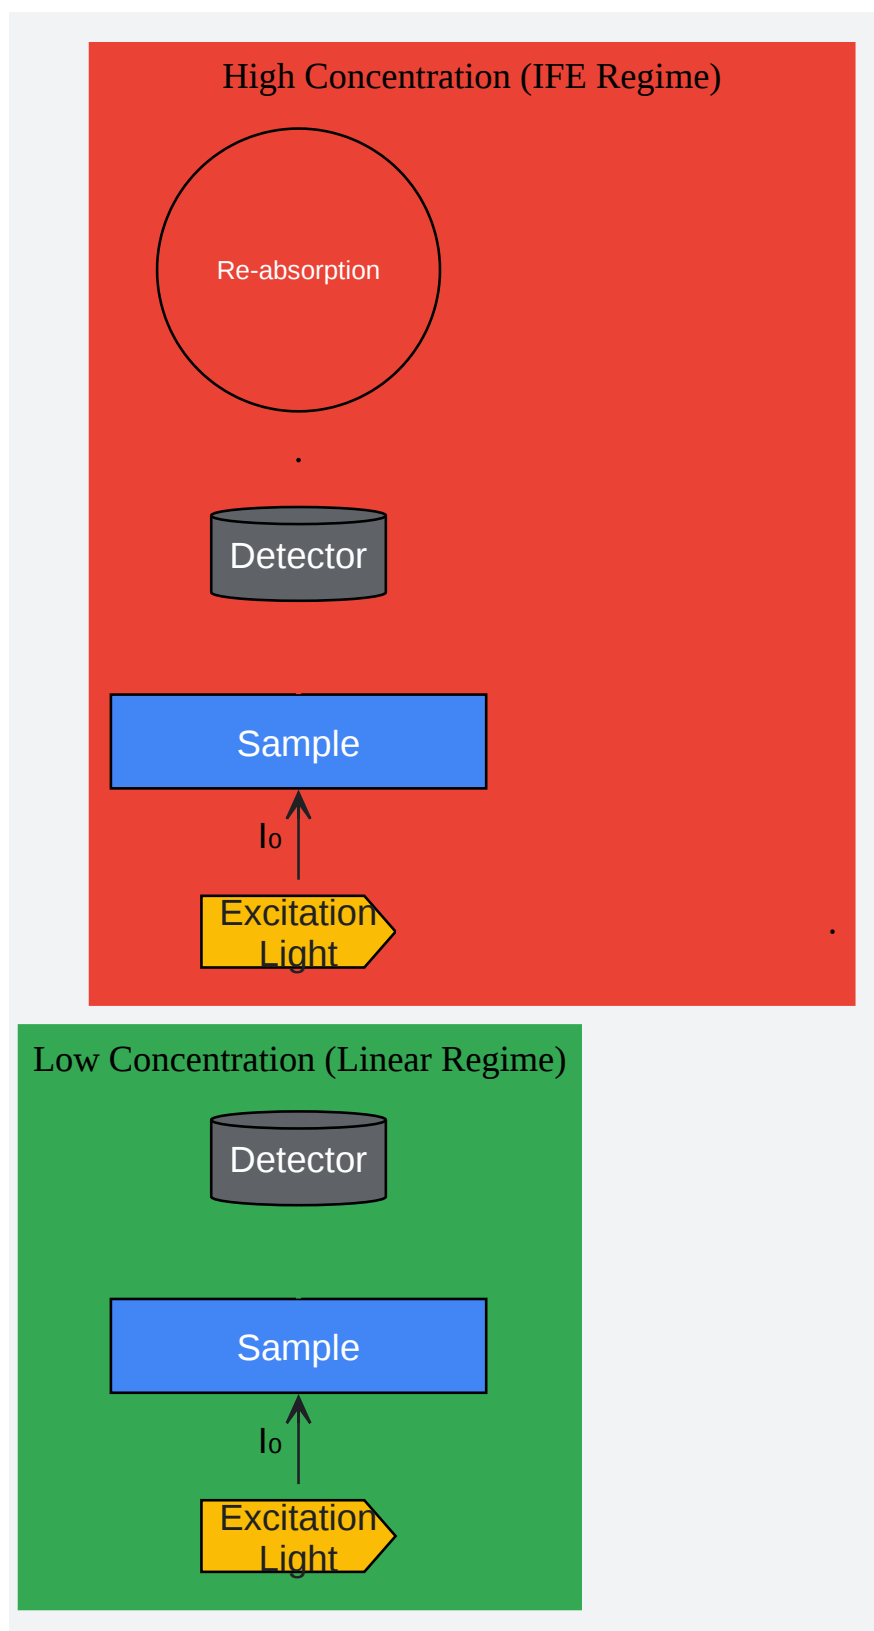 High Concentration (IFE Regime)
Re-absorption
.
Detector
Sample
I₀
Excitation
Light
.
Low Concentration (Linear Regime)
Detector
Sample
I₀
Excitation
Light